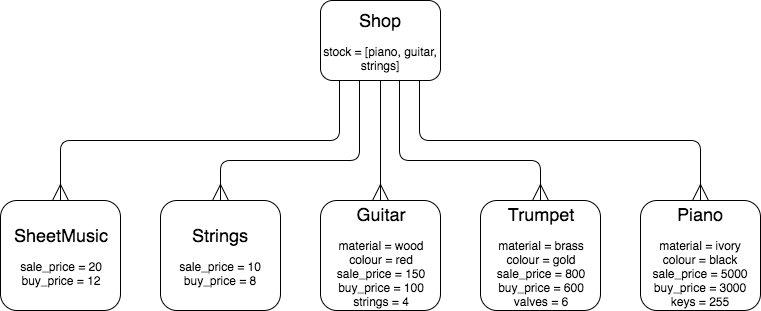 Shop
stock = [piano, guitar,
strings]
SheetMusic
sale_price = 20
buy_price = 12
Strings
sale_price = 10
buy_price = 8
Guitar
material = wood
colour = red
sale_price = 150
buy_price = 100
strings = 4
Trumpet
material = brass
colour = gold
sale_price = 800
buy_price = 600
valves = 6
Piano
material = ivory
colour = black
sale_price = 5000
buy_price = 3000
keys = 255